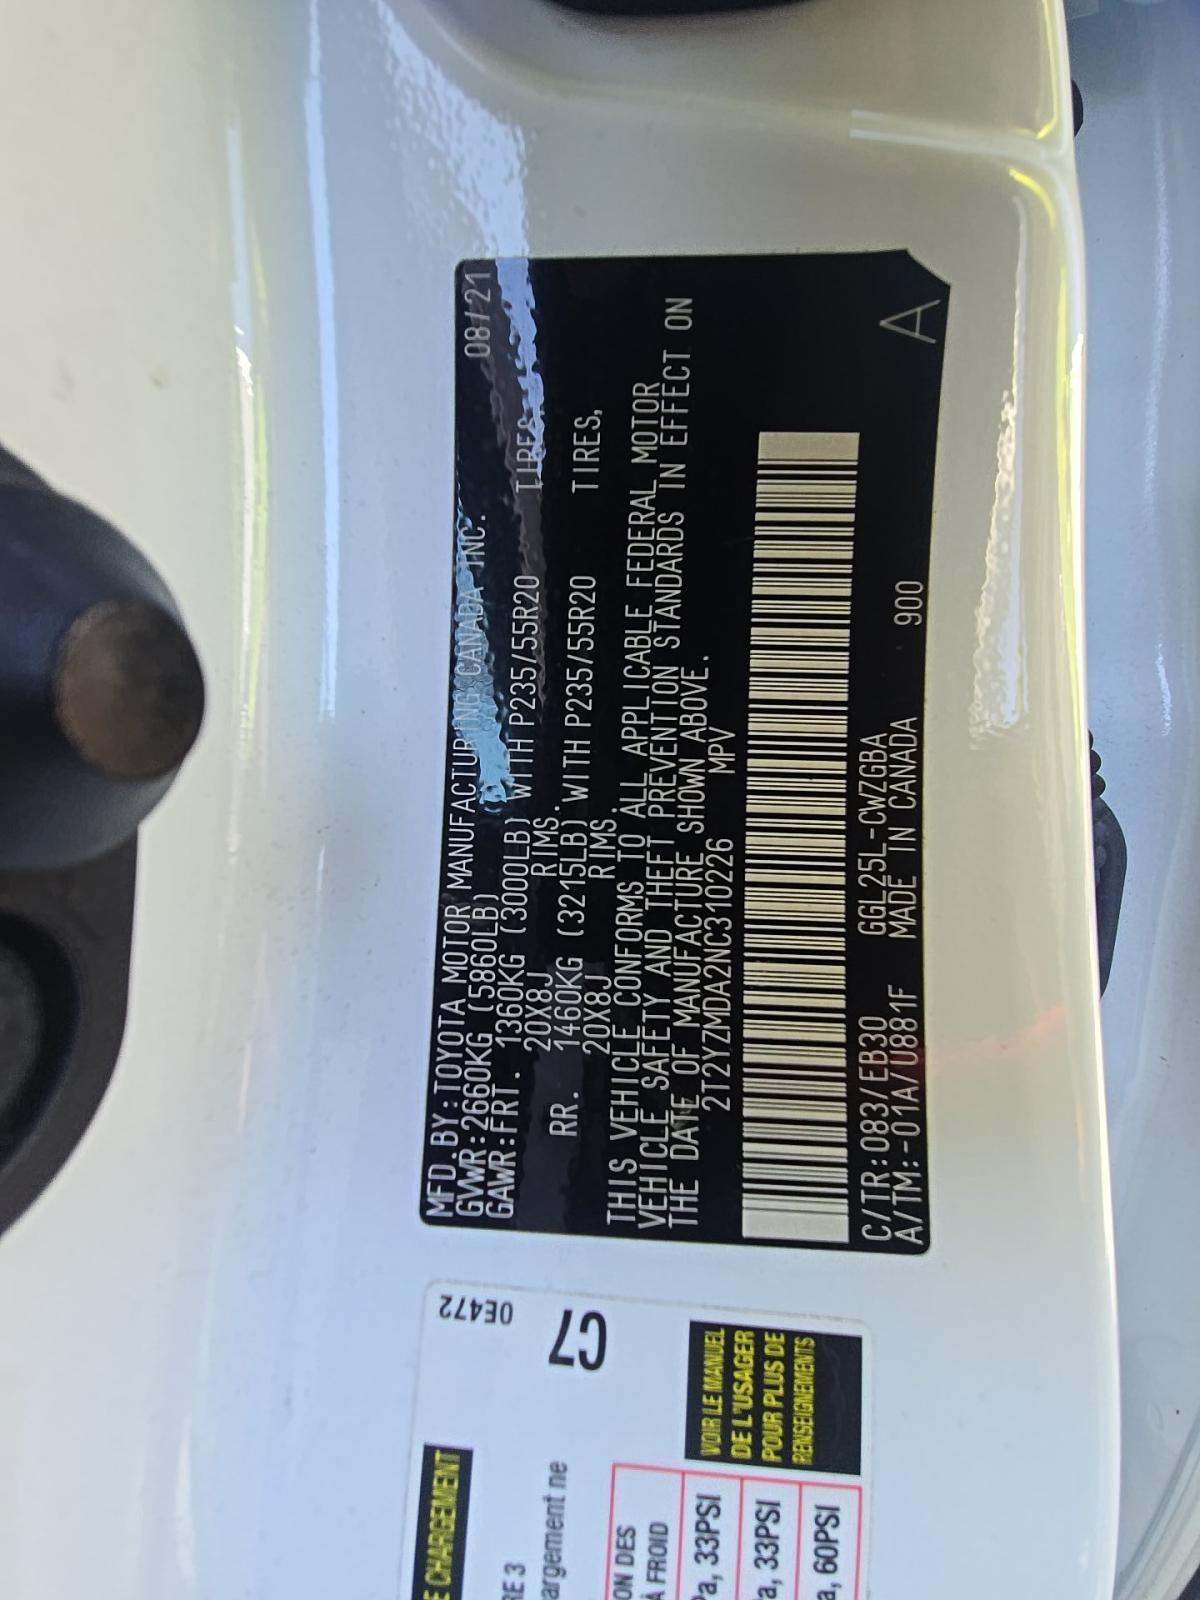 MFD.BY:TOYOTA MOTOR MANUFACTURING CANADA INC. 08/21
GVWR:2660KG (5860LB)
GAWR:FRT. 1360KG (3000LB) WITH P235/55R20 TIRES,
20X8J RIMS.
RR. 1460KG (3215LB) WITH P235/55R20 TIRES,
20X8J RIMS.
THIS VEHICLE CONFORMS TO ALL APPLICABLE FEDERAL MOTOR
VEHICLE SAFETY AND THEFT PREVENTION STANDARDS IN EFFECT ON
THE DATE OF MANUFACTURE SHOWN ABOVE.
2T2YZMDA2NC310226 MPV
C/TR:083/EB30 GGL25L-CWZGBA
A/TM:-01A/U881F MADE IN CANADA 900
A
0E472
C7
E CHARGEMENT
RE 3
argement ne
ON DES
À FROID
Pa, 33PSI
a, 33PSI
a, 60PSI
VOIR LE MANUEL
DE L'USAGER
POUR PLUS DE
RENSEIGNEMENTS